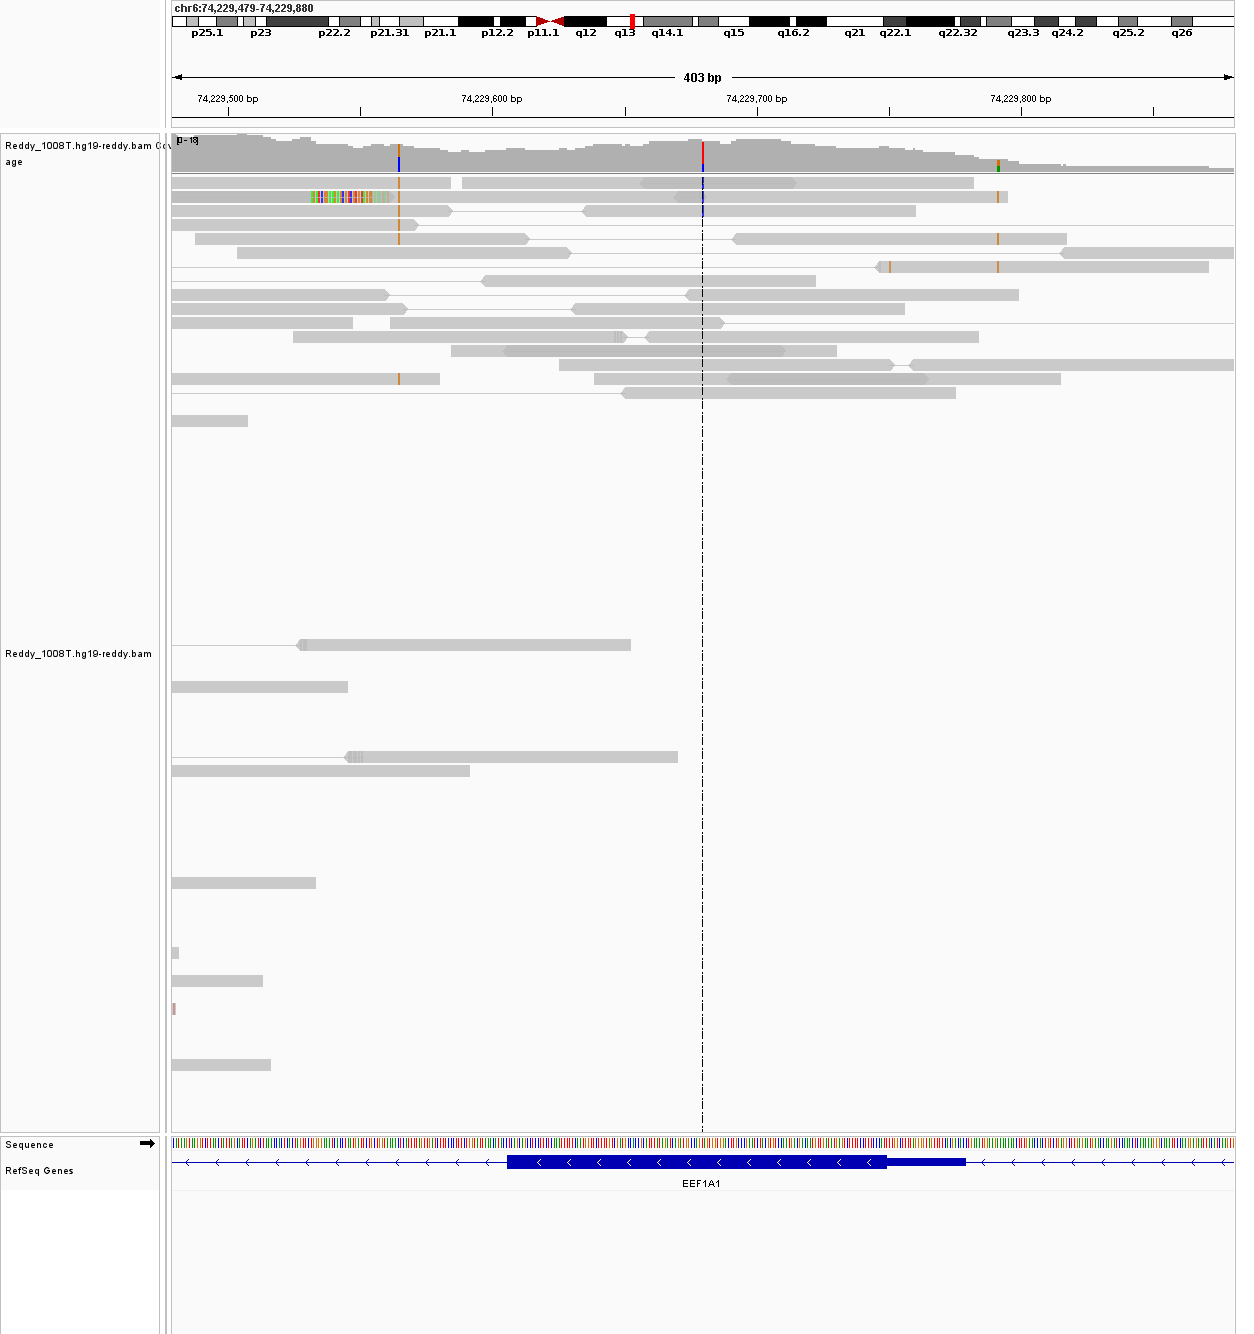 chr6:74,229,479-74,229,880
p25.1 p23 p22.2 p21.31 p21.1 p12.2 p11.1 q12 q13 q14.1 q15 q16.2 q21 q22.1 q22.32 q23.3 q24.2 q25.2 q26
403 bp
74,229,500 bp 74,229,600 bp 74,229,700 bp 74,229,800 bp
Reddy_1008T.hg19-reddy.bam Cov
age
[0-18]
Reddy_1008T.hg19-reddy.bam
Sequence
RefSeq Genes
EEF1A1